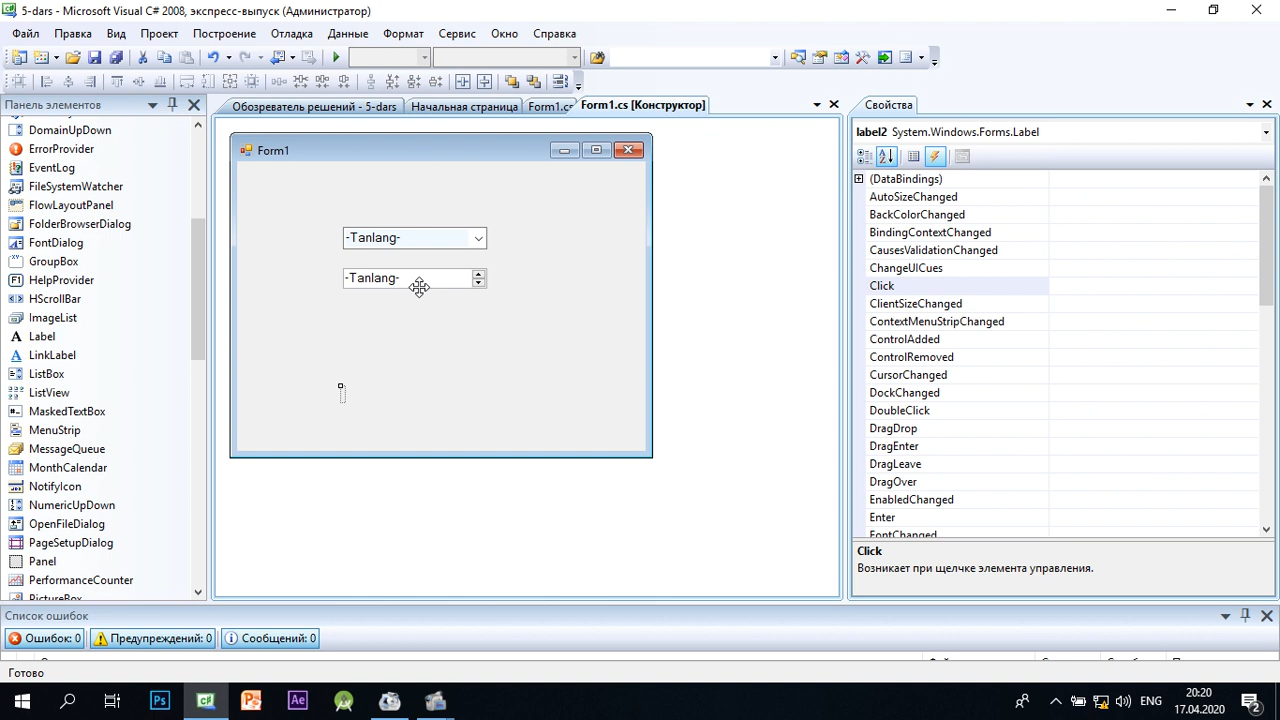 5-dars - Microsoft Visual C# 2008, экспресс-выпуск (Администратор)
Файл Правка Вид Проект Построение Отладка Данные Формат Сервис Окно Справка
Панель элементов
DomainUpDown
ErrorProvider
EventLog
FileSystemWatcher
FlowLayoutPanel
FolderBrowserDialog
FontDialog
GroupBox
HelpProvider
HScrollBar
ImageList
Label
LinkLabel
ListBox
ListView
MaskedTextBox
MenuStrip
MessageQueue
MonthCalendar
NotifyIcon
NumericUpDown
OpenFileDialog
PageSetupDialog
Panel
PerformanceCounter
PictureBox
Обозреватель решений - 5-dars Начальная страница Form1.cs Form1.cs [Конструктор]
Form1
-Tanlang-
-Tanlang-
Свойства
label2 System.Windows.Forms.Label
(DataBindings)
AutoSizeChanged
BackColorChanged
BindingContextChanged
CausesValidationChanged
ChangeUICues
Click
ClientSizeChanged
ContextMenuStripChanged
ControlAdded
ControlRemoved
CursorChanged
DockChanged
DoubleClick
DragDrop
DragEnter
DragLeave
DragOver
EnabledChanged
Enter
FontChanged
Click
Возникает при щелчке элемента управления.
Список ошибок
Ошибок: 0 Предупреждений: 0 Сообщений: 0
Готово
Ps C# Ae ENG
20:20
17.04.2020
2